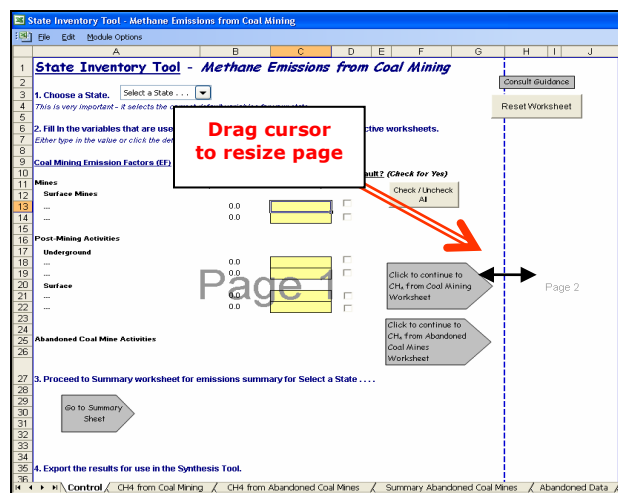 State Inventory Tool - Methane Emissions from Coal Mining
File Edit Module Options
A B C D E F G H I J
1 State Inventory Tool - Methane Emissions from Coal Mining
2 Consult Guidance
3 1. Choose a State. Select a State . . .
4 This is very important - it selects the
Reset Worksheet
5
6 2. Fill In the variables that are use ctive worksheets.
7 Either type in the value or click the de
Drag cursor
to resize page
8
9 Coal Mining Emission Factors (EF)
10 ault? (Check for Yes)
11 Mines
Check / Uncheck
All
12 Surface Mines
13 ... 0.0
14 ... 0.0
15
16 Post-Mining Activities
17 Underground
18 ... 0.0
19 ... 0.0
Click to continue to
CH₄ from Coal Mining
Worksheet
20 Surface
Page 1
Page 2
21 ... 0.0
22 ... 0.0
23
24
Click to continue to
CH₄ from Abandoned
Coal Mines
Worksheet
25 Abandoned Coal Mine Activities
26
27 3. Proceed to Summary worksheet for emissions summary for Select a State . . . .
28
29
30
31
Go to Summary
Sheet
32
33
34
35 4. Export the results for use in the Synthesis Tool.
36
Control CH4 from Coal Mining CH4 from Abandoned Coal Mines Summary Abandoned Coal Mines Abandoned Data